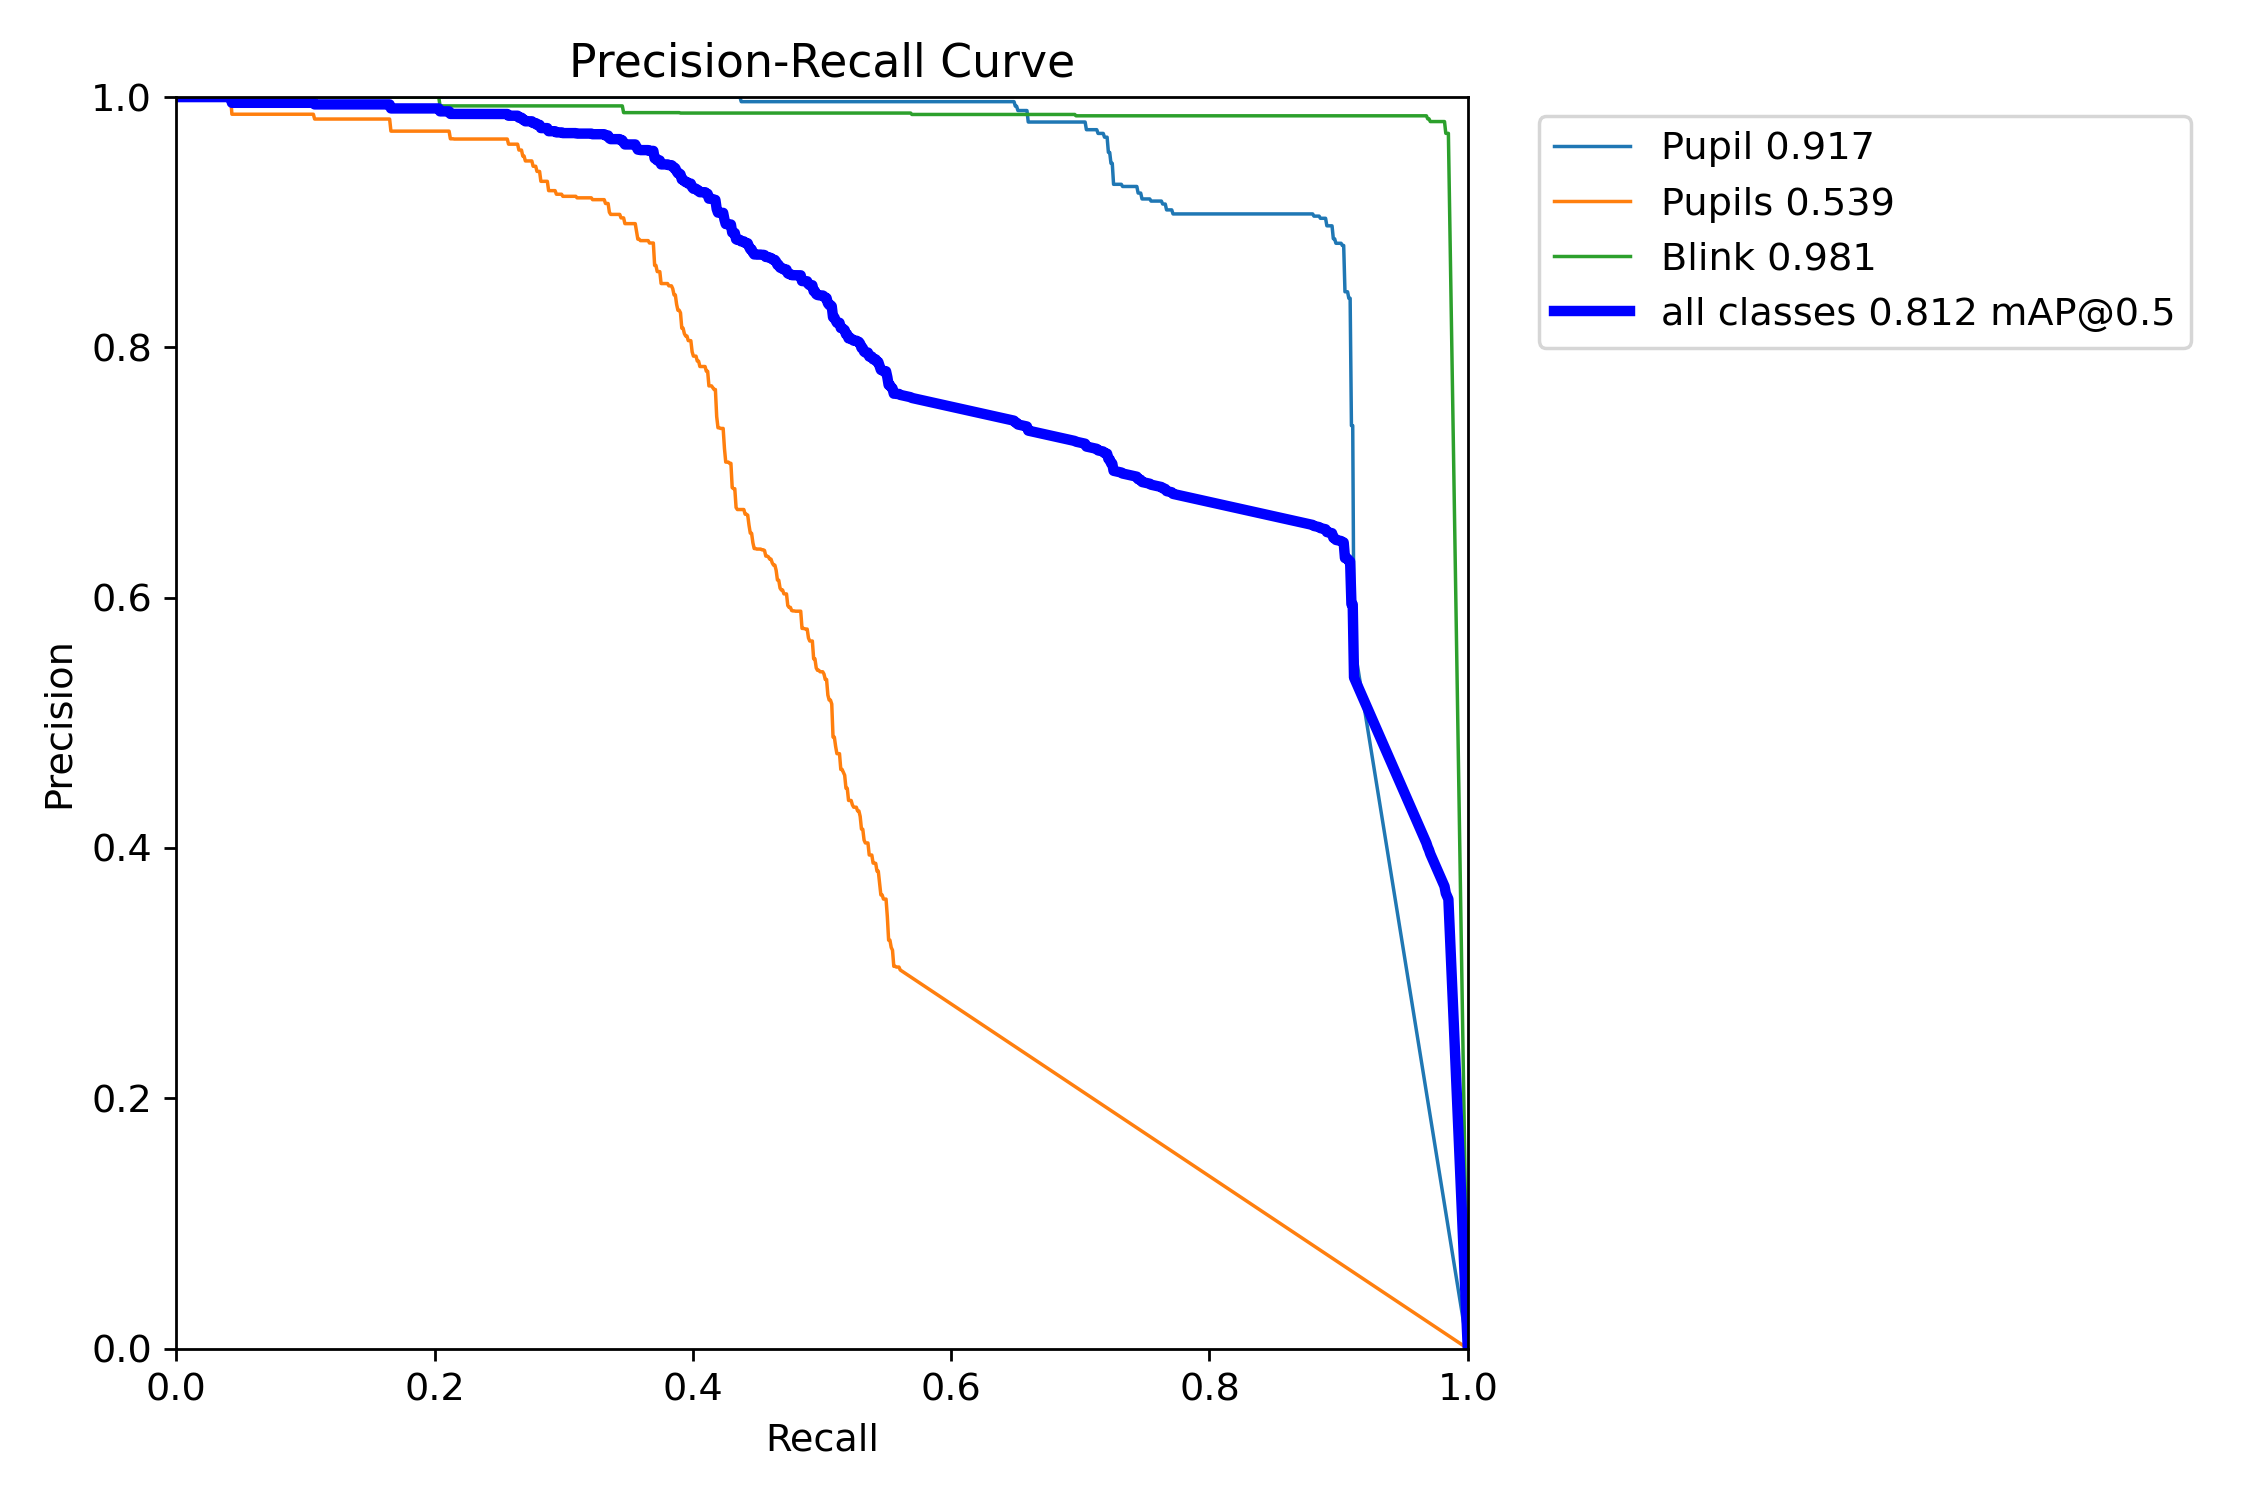 Precision-Recall Curve
1.0
0.8
0.6
0.4
0.2
0.0
Precision
0.0 0.2 0.4 0.6 0.8 1.0
Recall
Pupil 0.917
Pupils 0.539
Blink 0.981
all classes 0.812 mAP@0.5